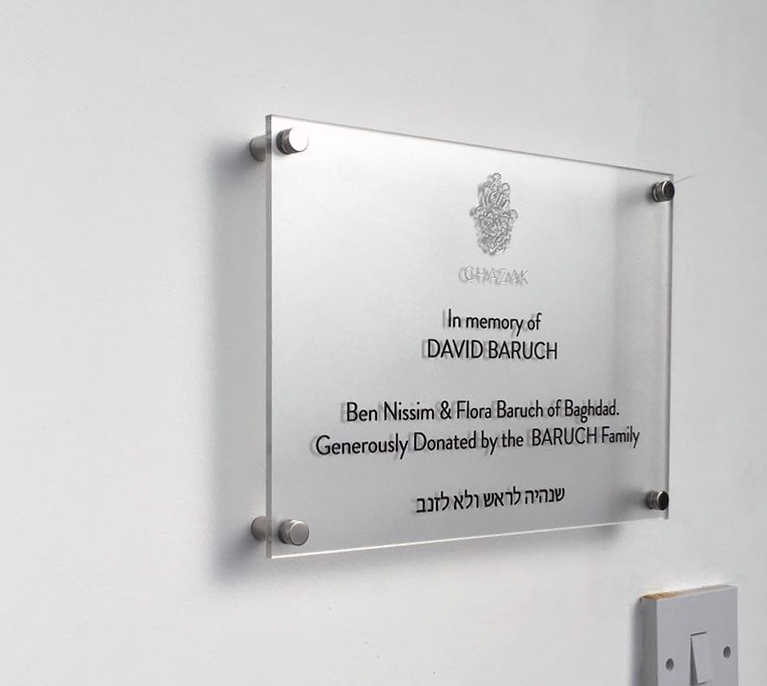 CHAZAK
In memory of
DAVID BARUCH
Ben Nissim & Flora Baruch of Baghdad.
Generously Donated by the BARUCH Family
שנהיה לראש ולא לזנב